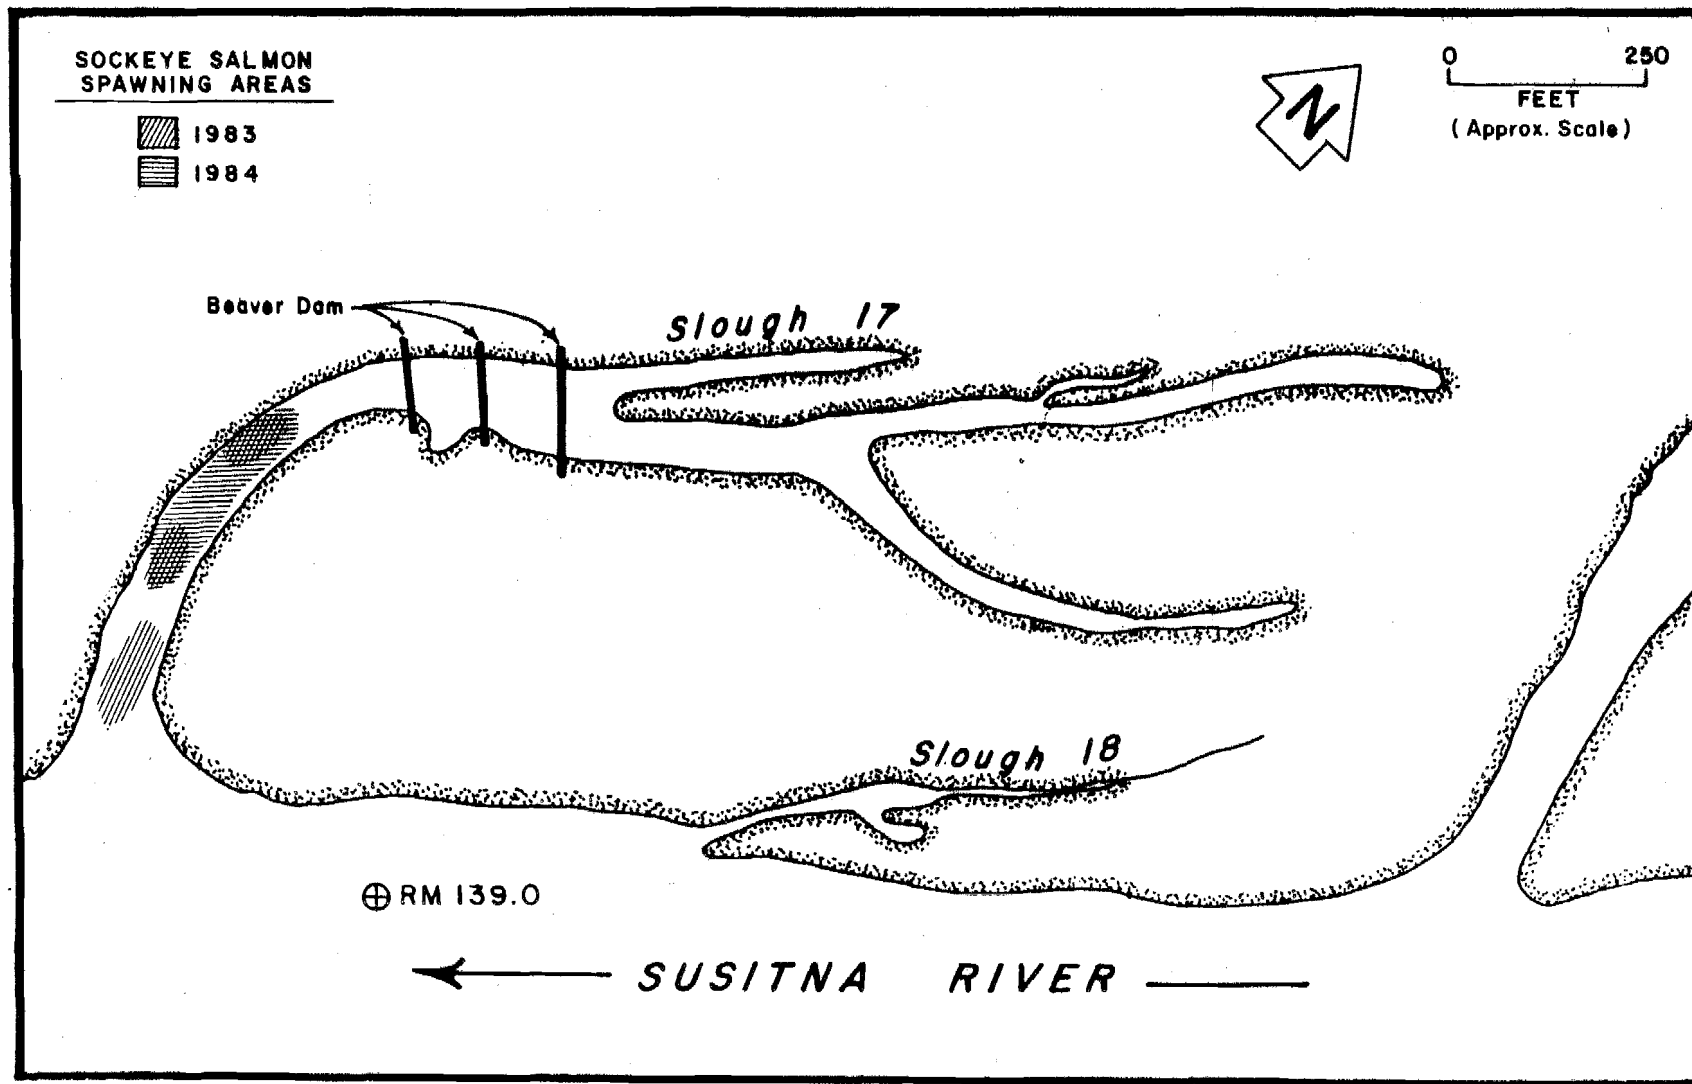 SOCKEYE SALMON
SPAWNING AREAS
1983
1984
N
0 250
FEET
(Approx. Scale)
Beaver Dam
Slough 17
Slough 18
RM 139.0
SUSITNA RIVER